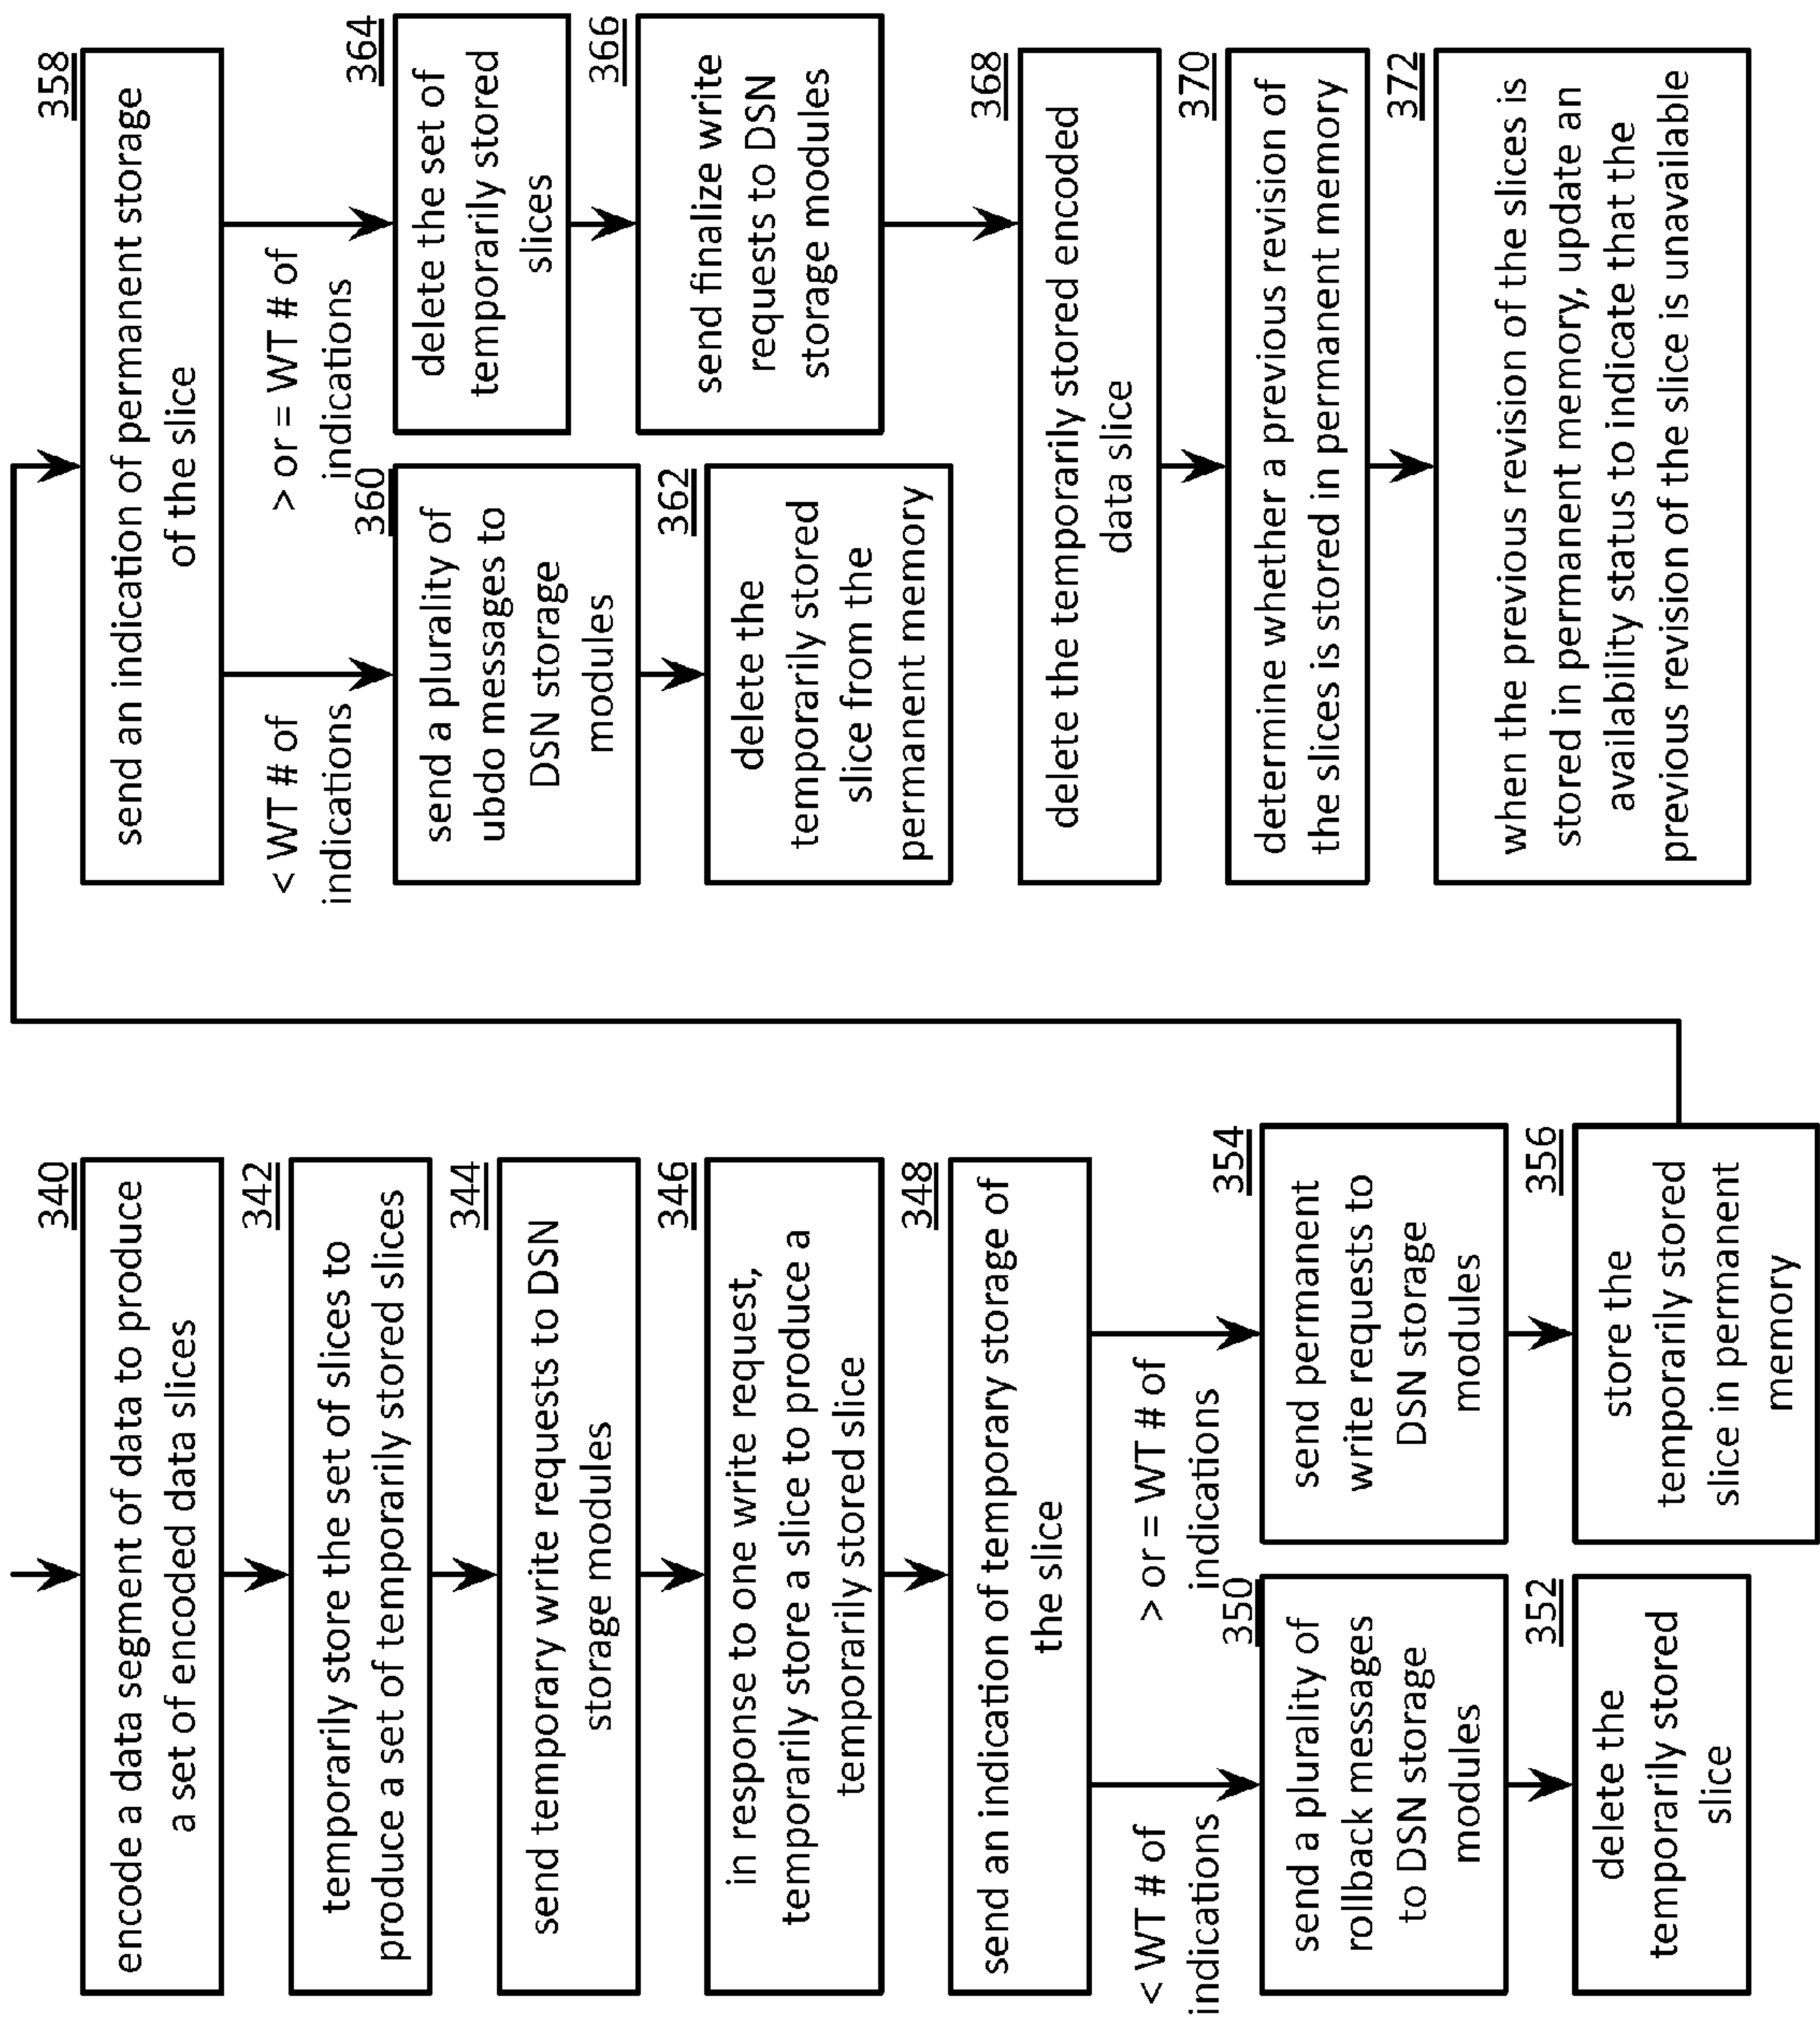 340
encode a data segment of data to produce
a set of encoded data slices
342
temporarily store the set of slices to
produce a set of temporarily stored slices
344
send temporary write requests to DSN
storage modules
346
in response to one write request,
temporarily store a slice to produce a
temporarily stored slice
348
send an indication of temporary storage of
the slice
< WT # of
indications
> or = WT # of
indications
350
send a plurality of
rollback messages
to DSN storage
modules
352
delete the
temporarily stored
slice
354
send permanent
write requests to
DSN storage
modules
356
store the
temporarily stored
slice in permanent
memory
358
send an indication of permanent storage
of the slice
< WT # of
indications
> or = WT # of
indications
360
send a plurality of
ubdo messages to
DSN storage
modules
362
delete the
temporarily stored
slice from the
permanent memory
364
delete the set of
temporarily stored
slices
366
send finalize write
requests to DSN
storage modules
368
delete the temporarily stored encoded
data slice
370
determine whether a previous revision of
the slices is stored in permanent memory
372
when the previous revision of the slices is
stored in permanent memory, update an
availability status to indicate that the
previous revision of the slice is unavailable